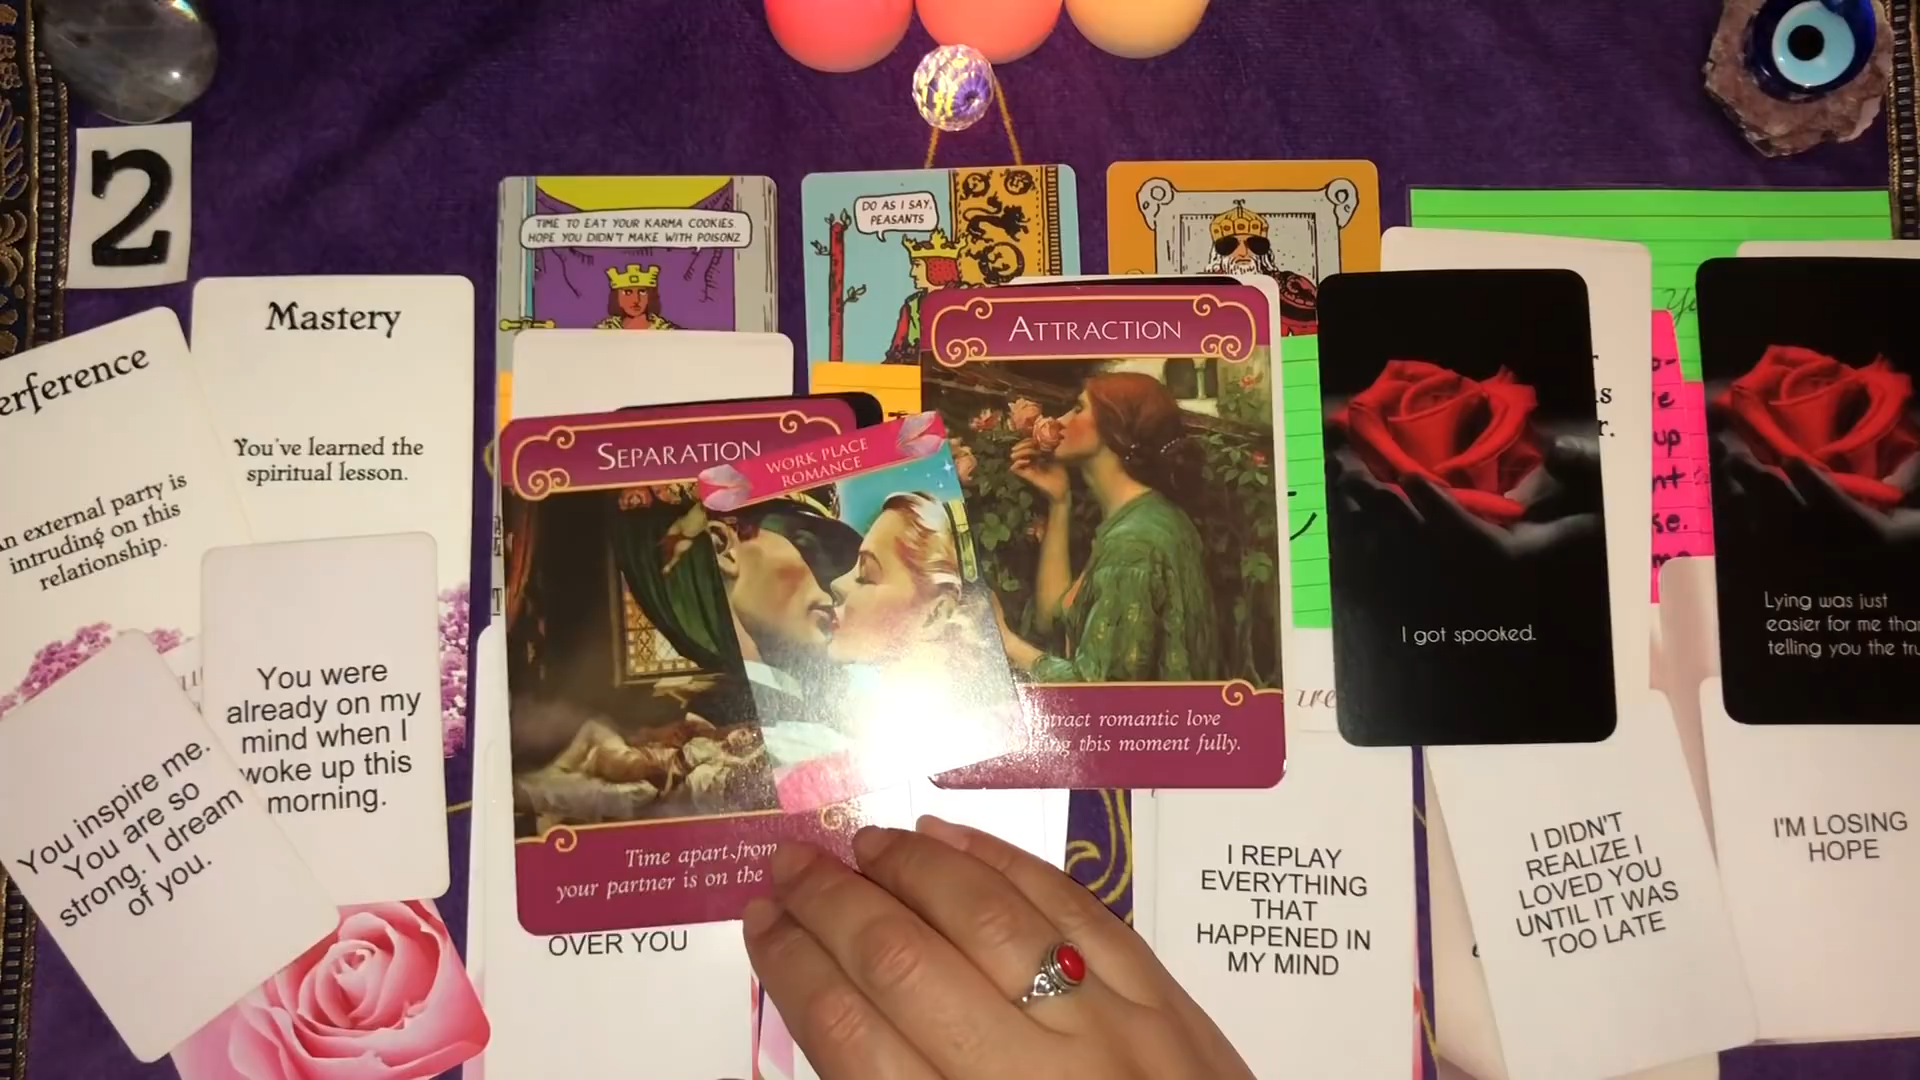 2
TIME TO EAT YOUR KARMA COOKIES.
HOPE YOU DIDN'T MAKE WITH POISONZ
DO AS I SAY,
PEASANTS
erference
An external party is
intruding on this
relationship.
Mastery
You've learned the
spiritual lesson.
You inspire me.
You are so
strong. I dream
of you.
You were
already on my
mind when I
woke up this
morning.
SEPARATION
Time apart from
your partner is on the
WORK PLACE
ROMANCE
ATTRACTION
tract romantic love
this moment fully.
OVER YOU
I got spooked.
Lying was just
easier for me than
telling you the tru
up
I REPLAY
EVERYTHING
THAT
HAPPENED IN
MY MIND
I DIDN'T
REALIZE I
LOVED YOU
UNTIL IT WAS
TOO LATE
I'M LOSING
HOPE